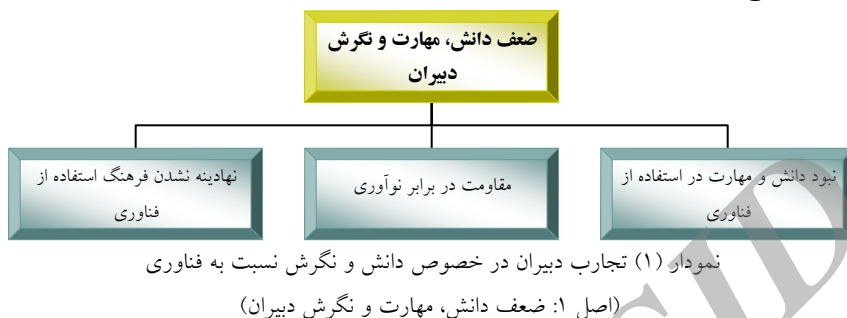 ضعف دانش، مهارت و نگرش
دبیران
نبود دانش و مهارت در استفاده از
فناوری
مقاومت در برابر نوآوری
نهادینه نشدن فرهنگ استفاده از
فناوری
نمودار (۱) تجارب دبیران در خصوص دانش و نگرش نسبت به فناوری
(اصل ۱: ضعف دانش، مهارت و نگرش دبیران)
SID